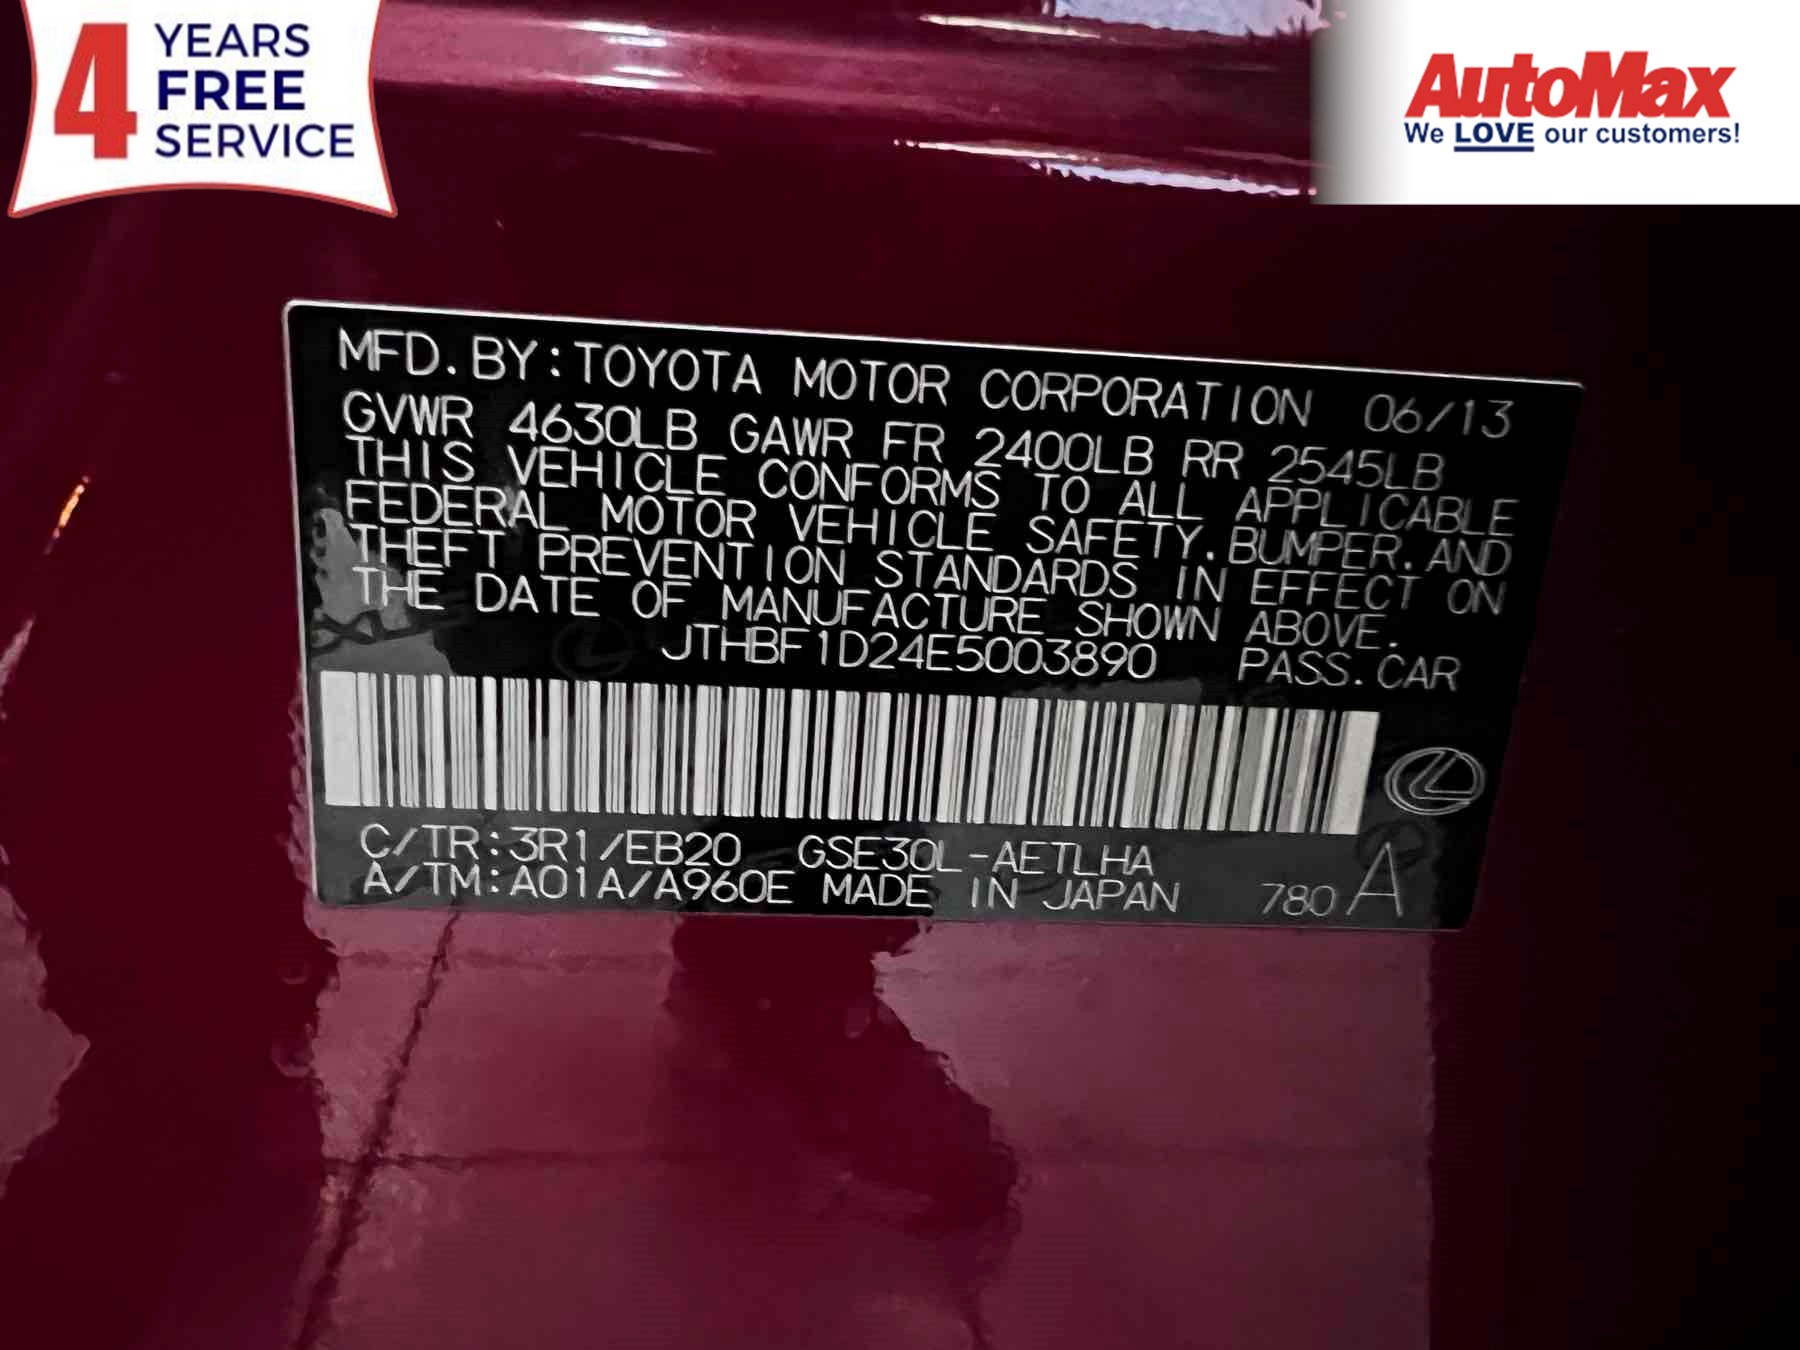 4 YEARS
FREE
SERVICE
AutoMax
We LOVE our customers!
MFD. BY: TOYOTA MOTOR CORPORATION 06/13
GVWR 4630LB GAWR FR 2400LB RR 2545LB
THIS VEHICLE CONFORMS TO ALL APPLICABLE
FEDERAL MOTOR VEHICLE SAFETY, BUMPER, AND
THEFT PREVENTION STANDARDS IN EFFECT ON
THE DATE OF MANUFACTURE SHOWN ABOVE.
JTHBF1D24E5003890 PASS. CAR
C/TR: 3R1/EB20 GSE30L-AETLHA
A/TM: A01A/A960E MADE IN JAPAN 780 A